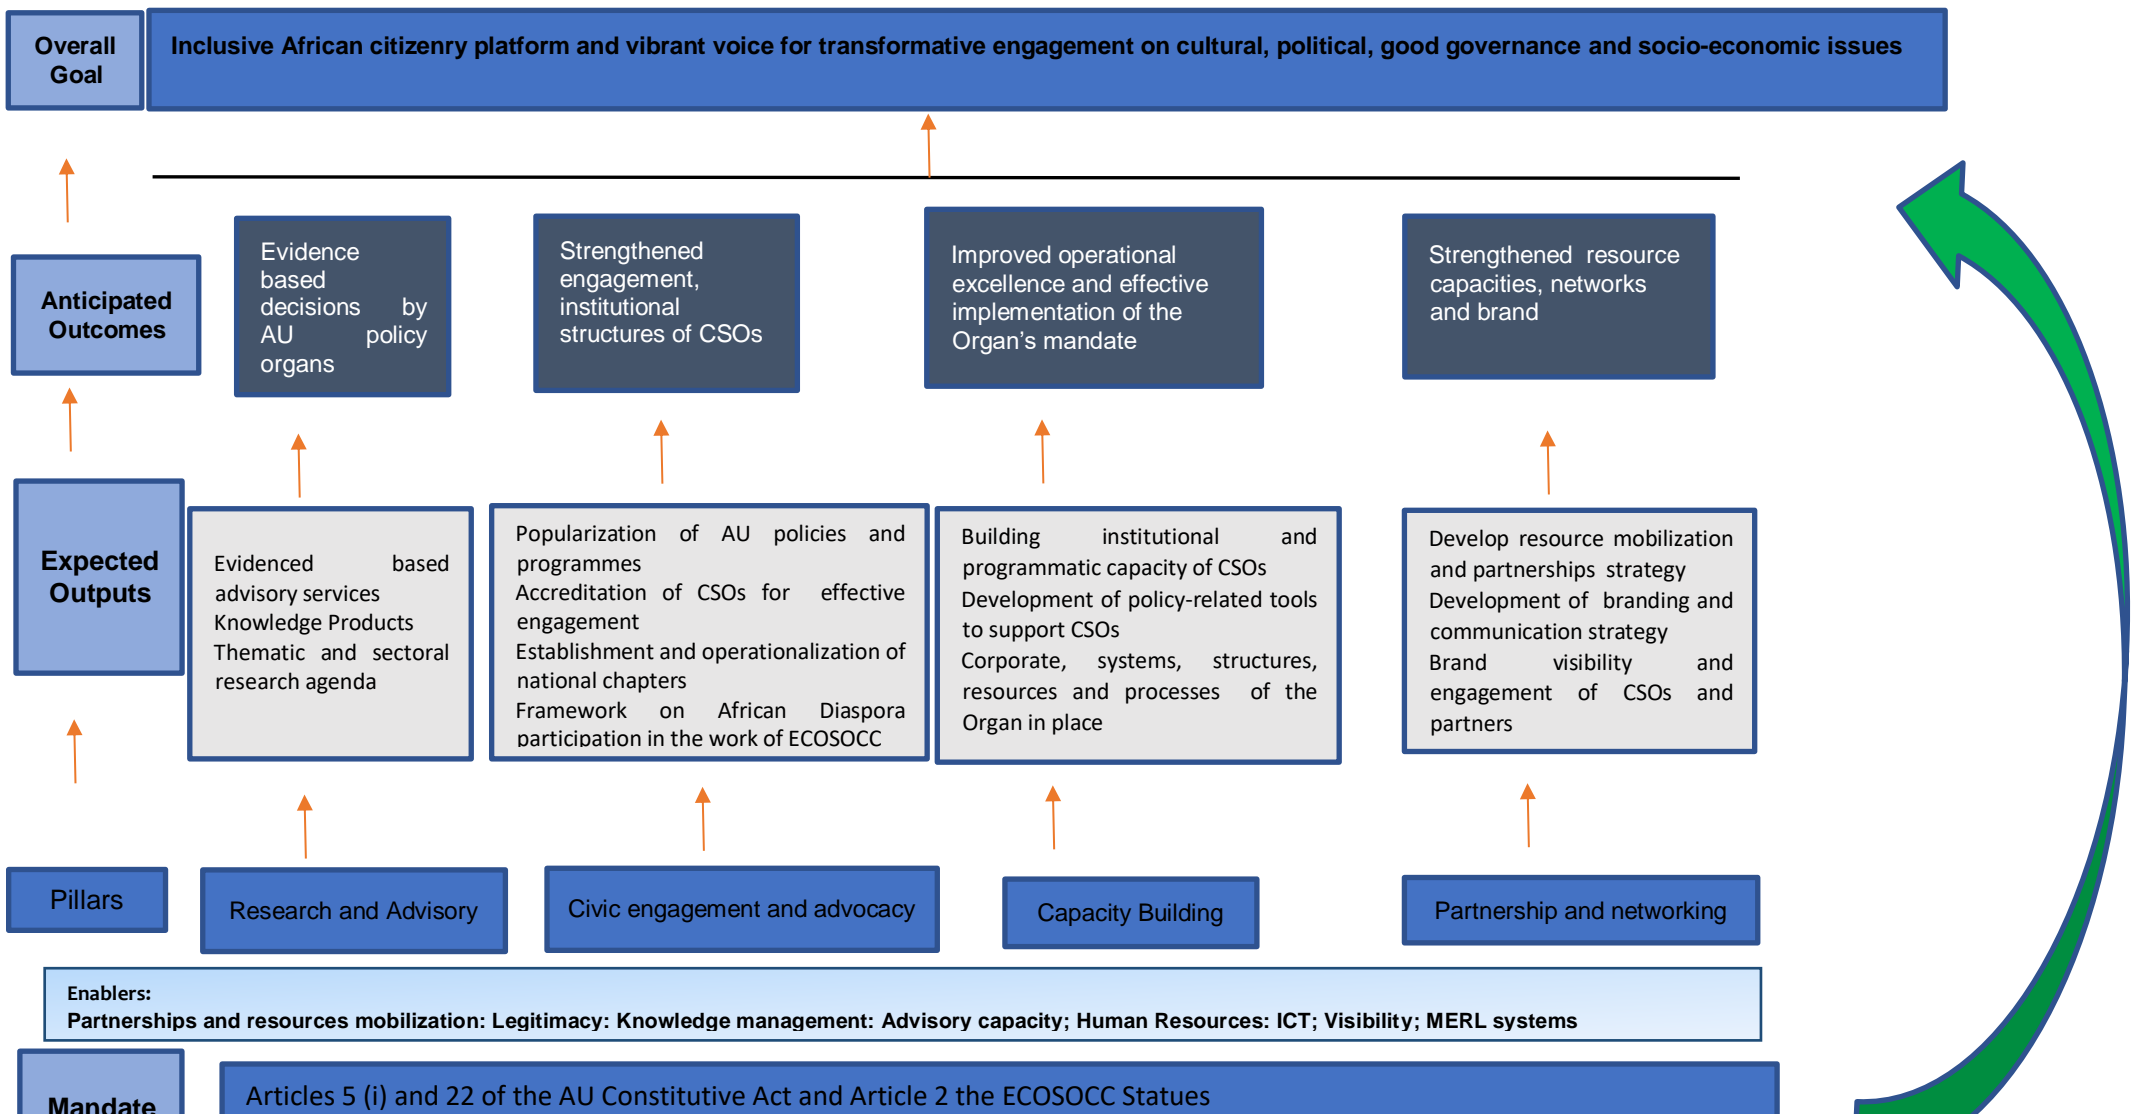 Overall
Goal
Inclusive African citizenry platform and vibrant voice for transformative engagement on cultural, political, good governance and socio-economic issues
Anticipated
Outcomes
Evidence
based
decisions by
AU policy
organs
Strengthened
engagement,
institutional
structures of CSOs
Improved operational
excellence and effective
implementation of the
Organ’s mandate
Strengthened resource
capacities, networks
and brand
Expected
Outputs
Evidenced based
advisory services
Knowledge Products
Thematic and sectoral
research agenda
Popularization of AU policies and
programmes
Accreditation of CSOs for effective
engagement
Establishment and operationalization of
national chapters
Framework on African Diaspora
participation in the work of ECOSOCC
Building institutional and
programmatic capacity of CSOs
Development of policy-related tools
to support CSOs
Corporate, systems, structures,
resources and processes of the
Organ in place
Develop resource mobilization
and partnerships strategy
Development of branding and
communication strategy
Brand visibility and
engagement of CSOs and
partners
Pillars
Research and Advisory
Civic engagement and advocacy
Capacity Building
Partnership and networking
Enablers:
Partnerships and resources mobilization: Legitimacy: Knowledge management: Advisory capacity; Human Resources: ICT; Visibility; MERL systems
Mandate
Articles 5 (i) and 22 of the AU Constitutive Act and Article 2 the ECOSOCC Statues